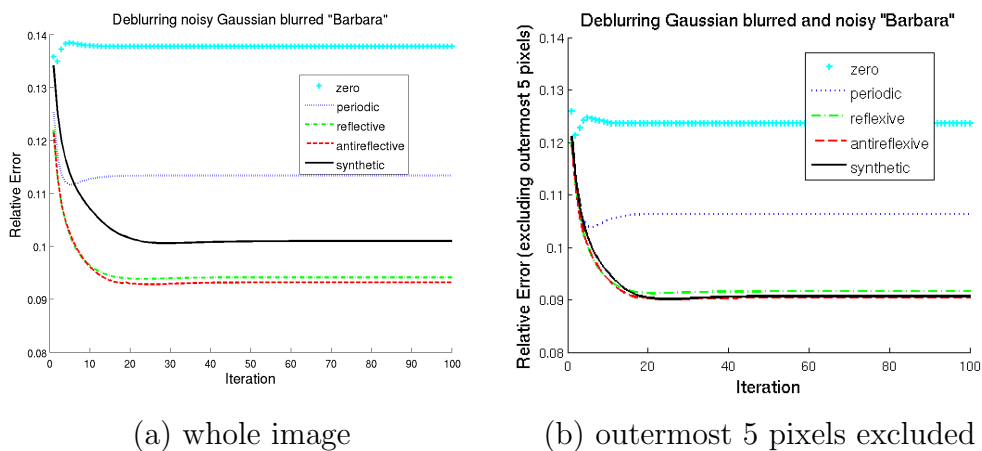 Deblurring noisy Gaussian blurred "Barbara"
0.14
0.13
0.12
0.11
0.1
0.09
0.08
Relative Error
zero
periodic
reflective
antireflective
synthetic
0 10 20 30 40 50 60 70 80 90 100
Iteration
(a) whole image
Deblurring Gaussian blurred and noisy "Barbara"
0.14
0.13
0.12
0.11
0.1
0.09
0.08
Relative Error (excluding outermost 5 pixels)
zero
periodic
reflexive
antireflexive
synthetic
0 20 40 60 80 100
Iteration
(b) outermost 5 pixels excluded